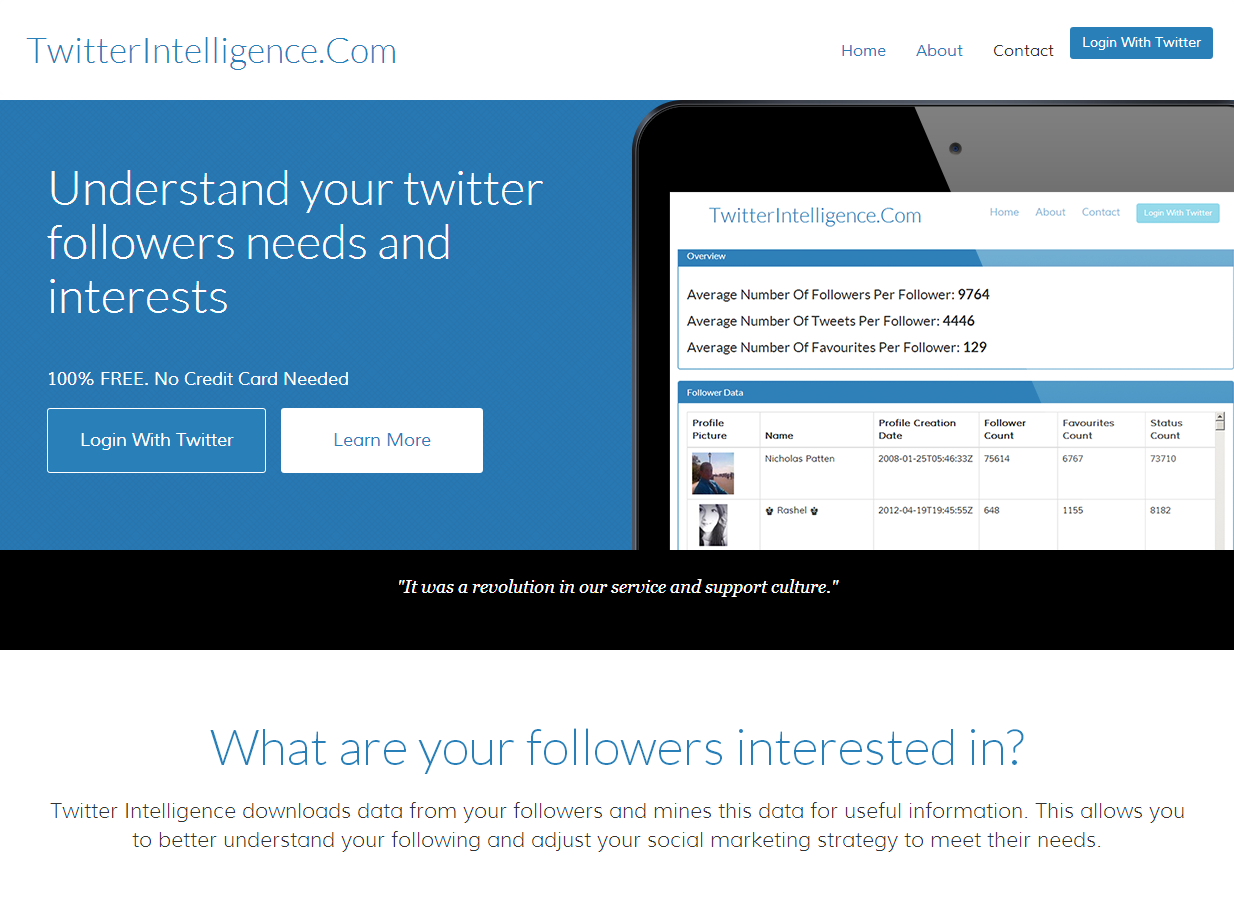 TwitterIntelligence.Com
Home
About
Contact
Login With Twitter
Understand your twitter
followers needs and
interests
100% FREE. No Credit Card Needed
Login With Twitter
Learn More
TwitterIntelligence.Com
Home
About
Contact
Login With Twitter
Overview
Average Number Of Followers Per Follower: 9764
Average Number Of Tweets Per Follower: 4446
Average Number Of Favourites Per Follower: 129
Follower Data
Profile Picture Name Profile Creation Date Follower Count Favourites Count Status Count
Nicholas Patten 2008-01-25T05:46:33Z 75614 6767 73710
Rashel 2012-04-19T19:45:55Z 648 1155 8182
"It was a revolution in our service and support culture."
What are your followers interested in?
Twitter Intelligence downloads data from your followers and mines this data for useful information. This allows you
to better understand your following and adjust your social marketing strategy to meet their needs.